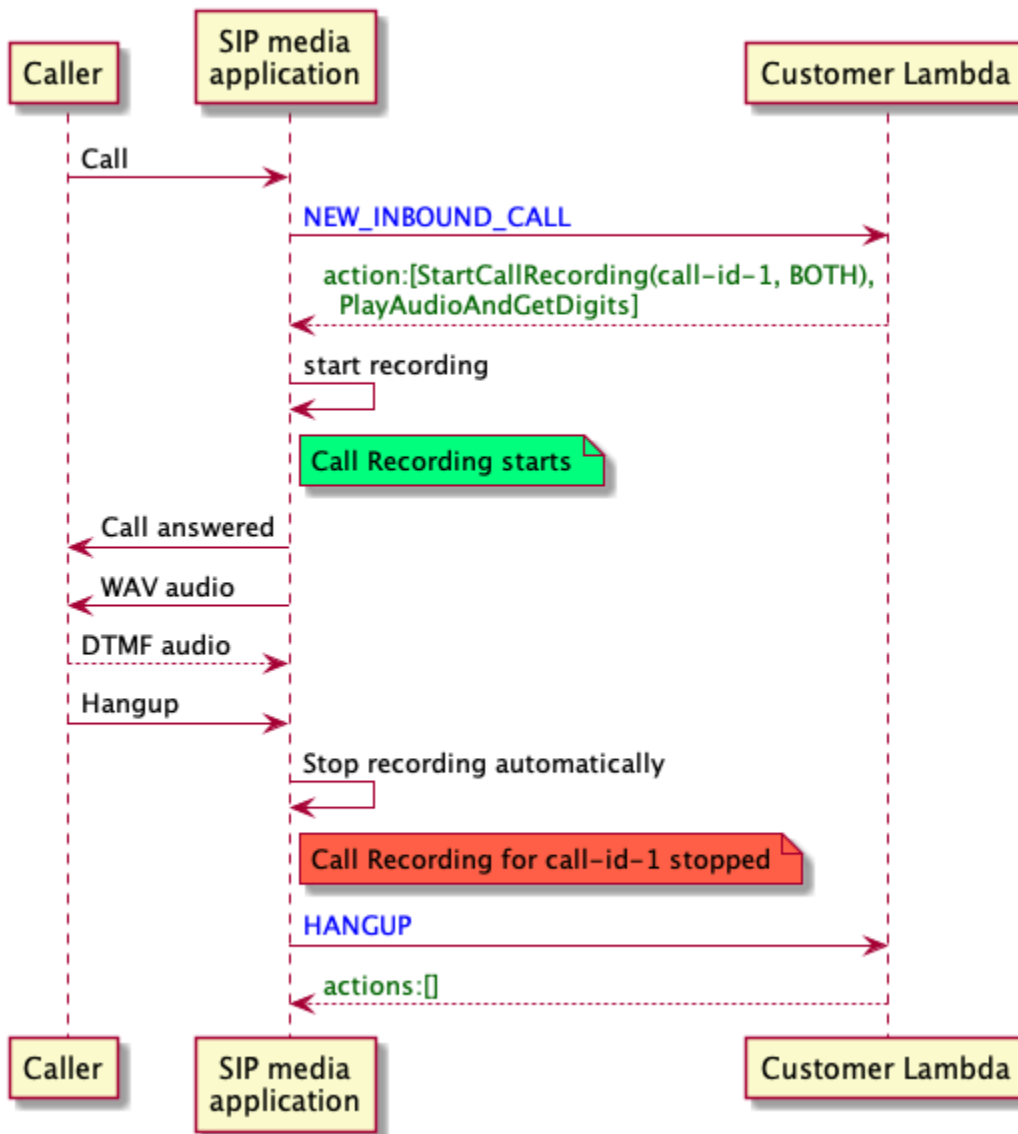 Caller
SIP media
application
Customer Lambda
Call
NEW_INBOUND_CALL
action:[StartCallRecording(call-id-1, BOTH),
PlayAudioAndGetDigits]
start recording
Call Recording starts
Call answered
WAV audio
DTMF audio
Hangup
Stop recording automatically
Call Recording for call-id-1 stopped
HANGUP
actions:[]
Caller
SIP media
application
Customer Lambda